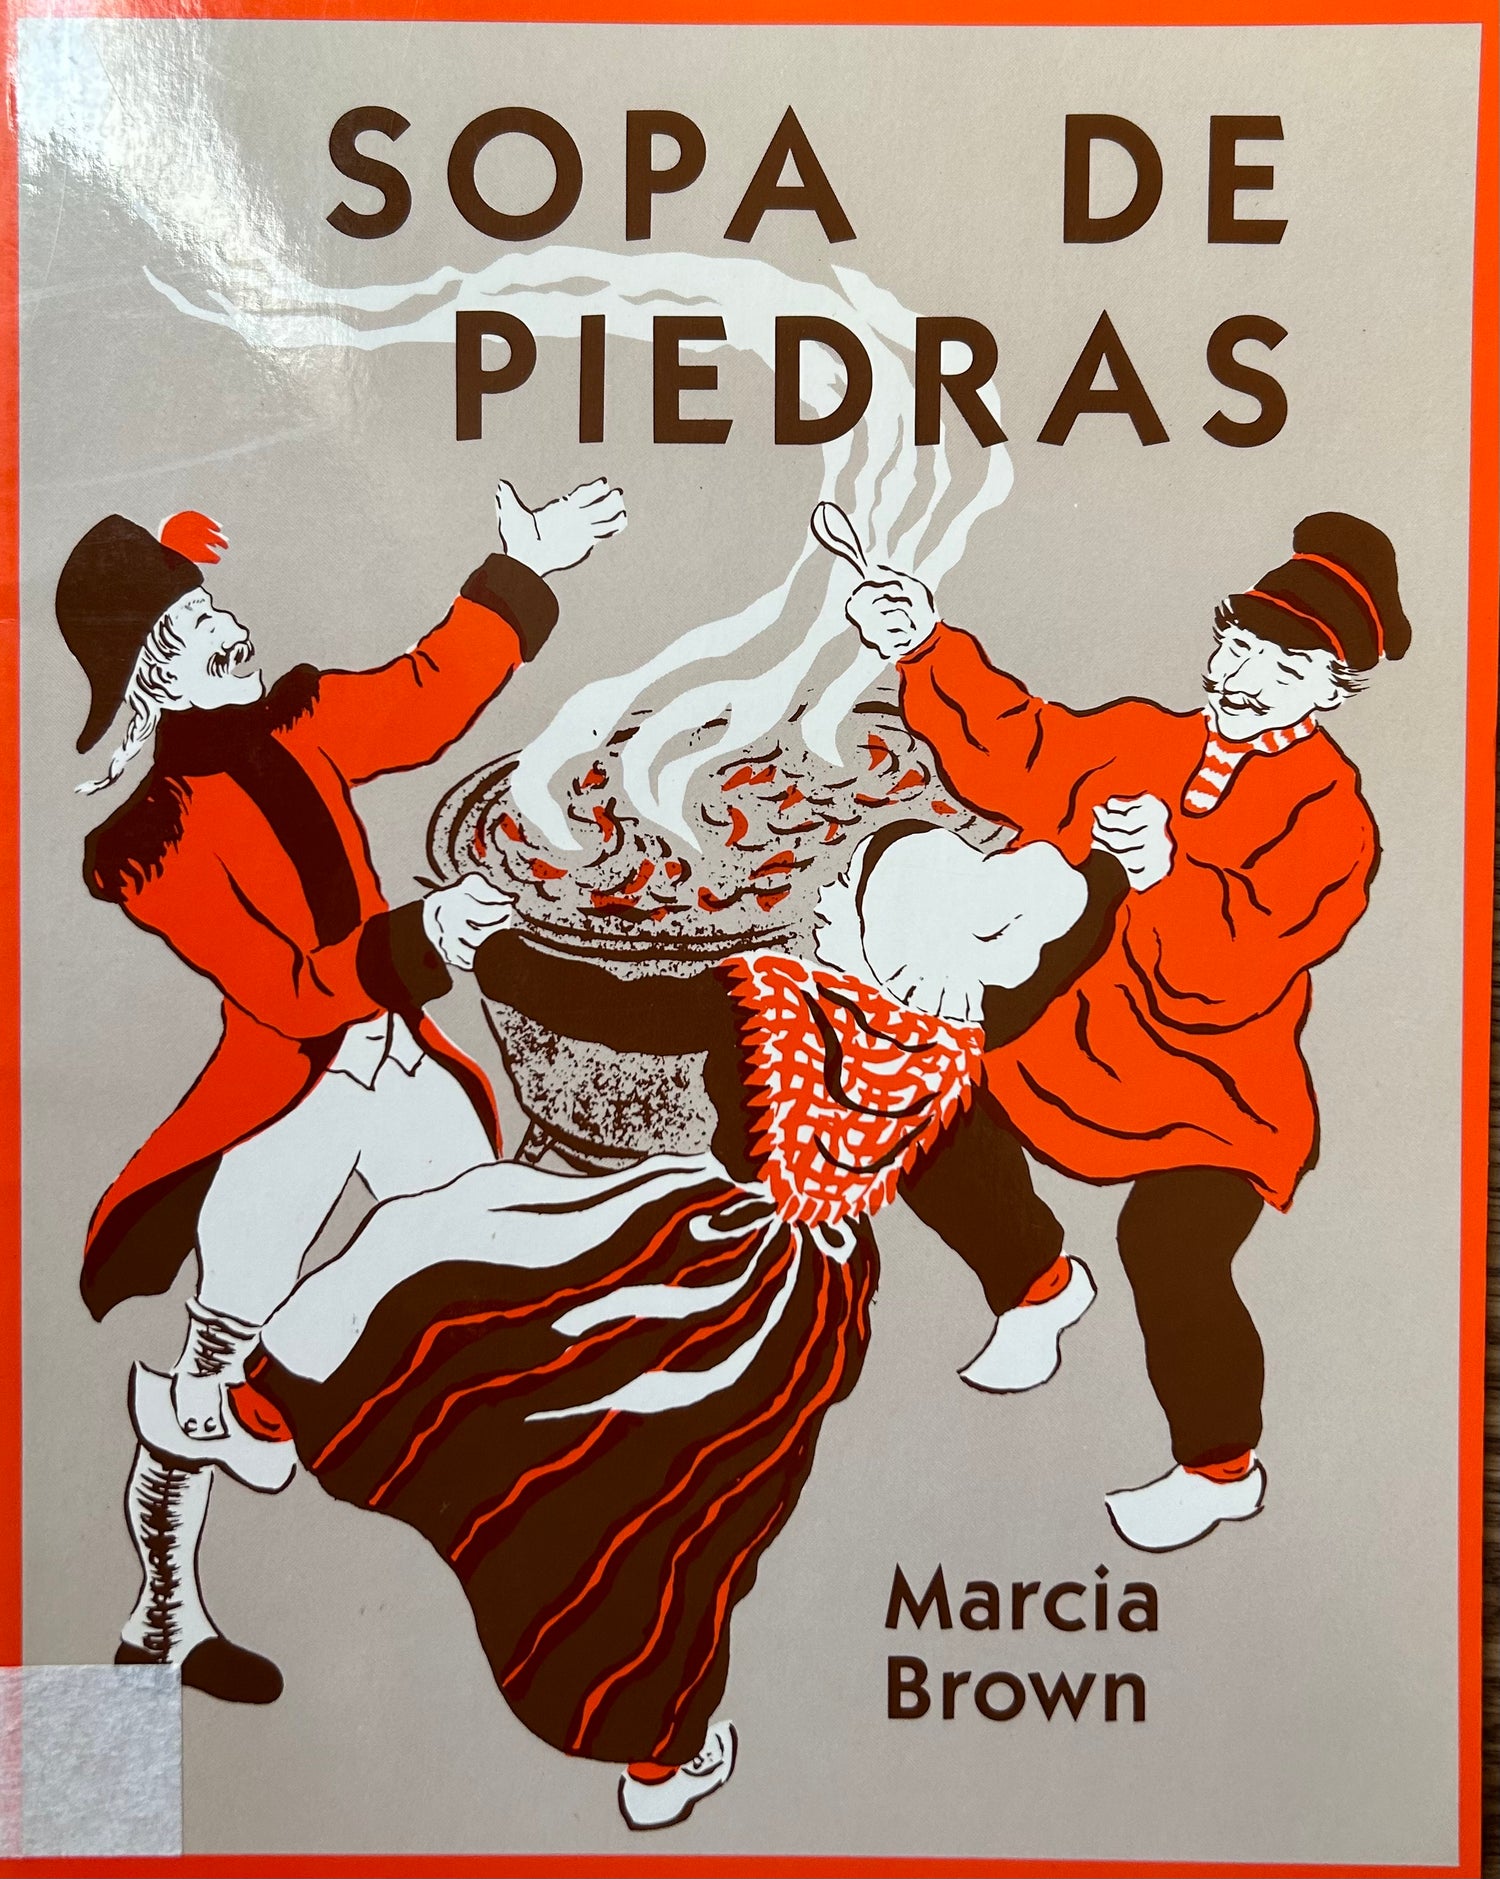 SOPA DE
PIEDRAS
Marcia
Brown